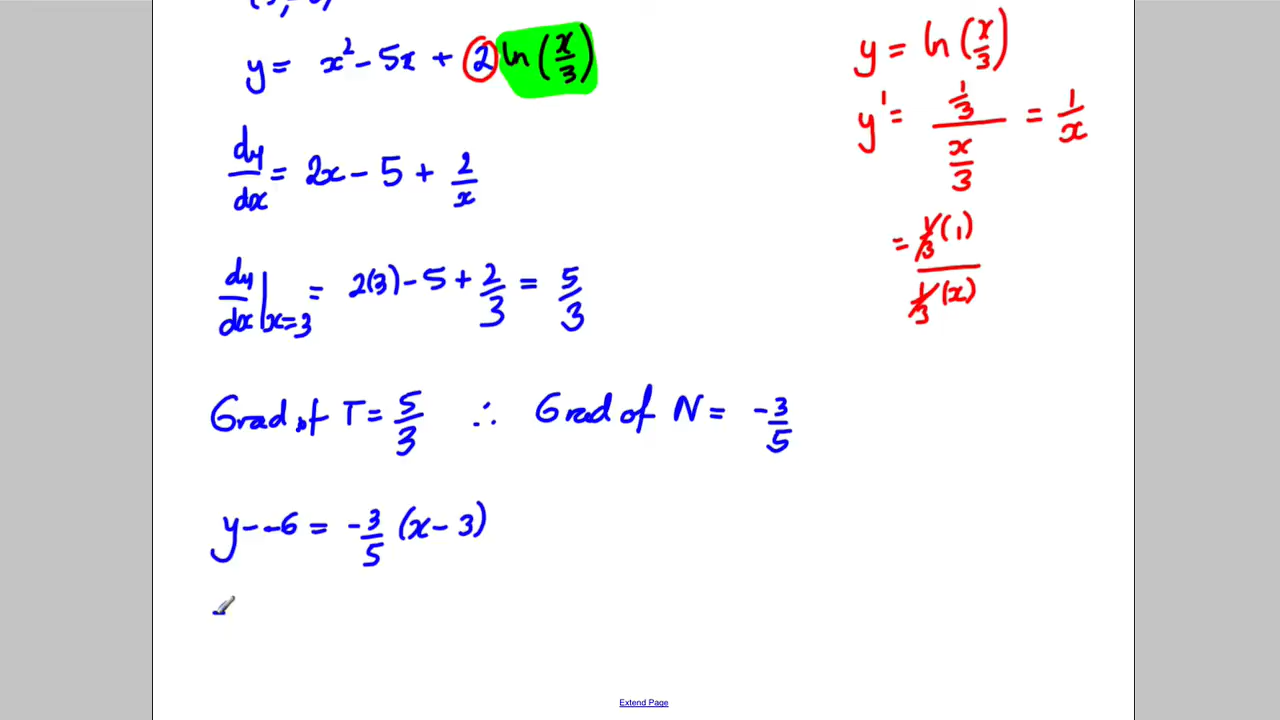 y = x² - 5x + 2 ln(x/3)
dy/dx = 2x - 5 + 2/x
dy/dx|x=3 = 2(3) - 5 + 2/3 = 5/3
Grad of T = 5/3 ∴ Grad of N = -3/5
y - -6 = -3/5 (x - 3)
y = ln(x/3)
y' = (1/3)/(x/3) = 1/x
= 1/3(1) / 1/3(x)
Extend Page